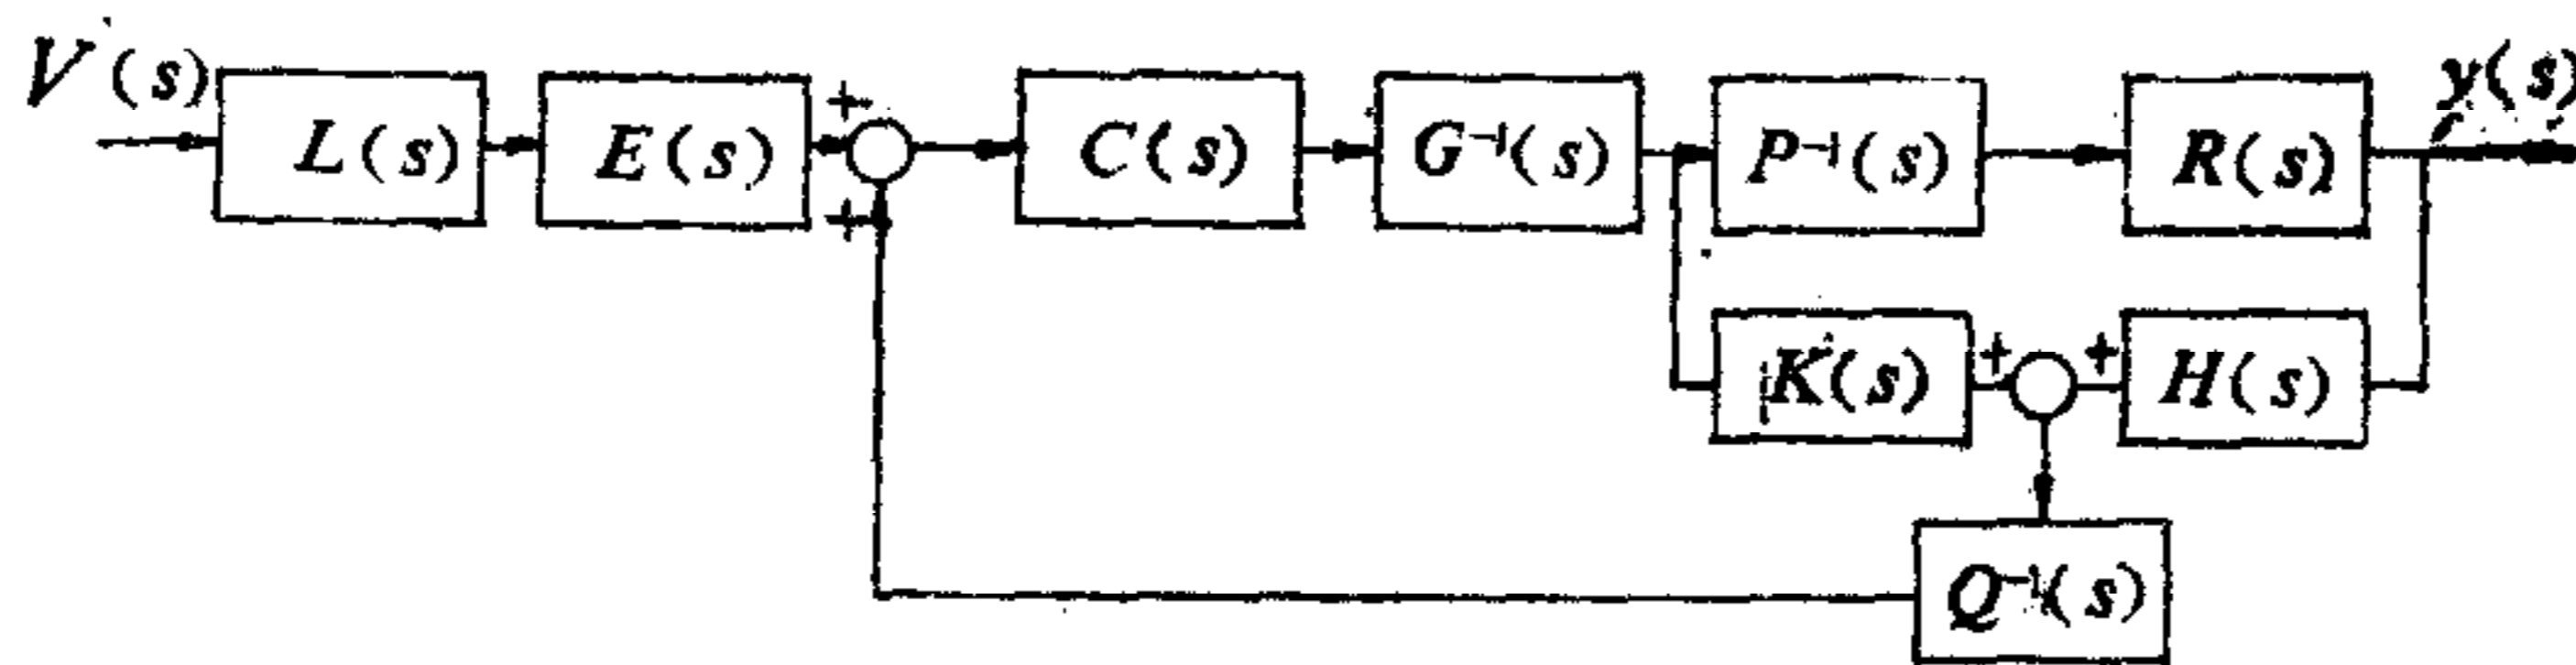 V(s)
L(s)
E(s)
+
+
C(s)
G⁻¹(s)
P⁻¹(s)
R(s)
y(s)
K(s)
+
+
H(s)
Q⁻¹(s)